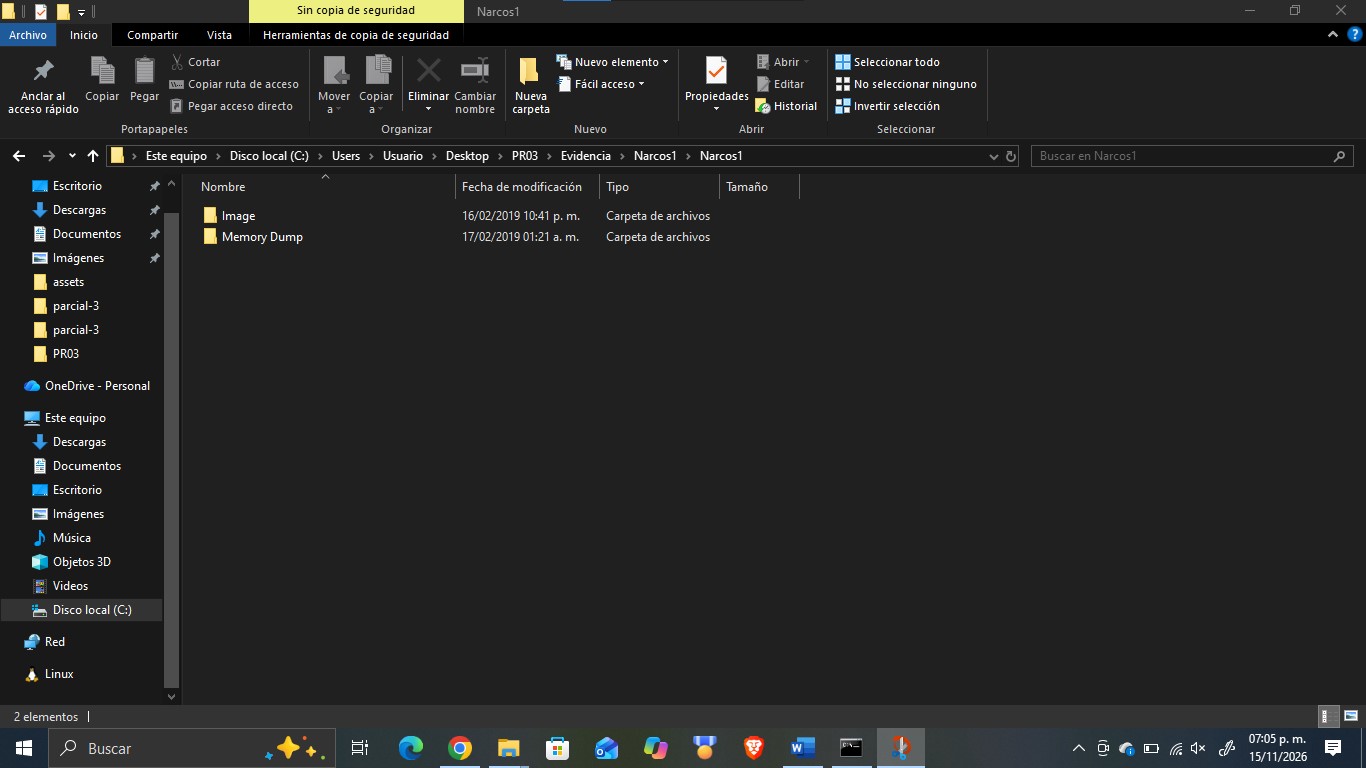 Sin copia de seguridad
Narcos1
Archivo
Inicio
Compartir
Vista
Herramientas de copia de seguridad
Anclar al
acceso rápido
Copiar
Pegar
Cortar
Copiar ruta de acceso
Pegar acceso directo
Portapapeles
Mover
a
Copiar
a
Eliminar
Cambiar
nombre
Organizar
Nueva
carpeta
Nuevo elemento
Fácil acceso
Nuevo
Propiedades
Abrir
Editar
Historial
Abrir
Seleccionar todo
No seleccionar ninguno
Invertir selección
Seleccionar
Este equipo
Disco local (C:)
Users
Usuario
Desktop
PR03
Evidencia
Narcos1
Narcos1
Buscar en Narcos1
Escritorio
Descargas
Documentos
Imágenes
assets
parcial-3
parcial-3
PR03
OneDrive - Personal
Este equipo
Descargas
Documentos
Escritorio
Imágenes
Música
Objetos 3D
Videos
Disco local (C:)
Red
Linux
Nombre Fecha de modificación Tipo Tamaño
Image 16/02/2019 10:41 p. m. Carpeta de archivos
Memory Dump 17/02/2019 01:21 a. m. Carpeta de archivos
2 elementos
Buscar
07:05 p. m.
15/11/2026